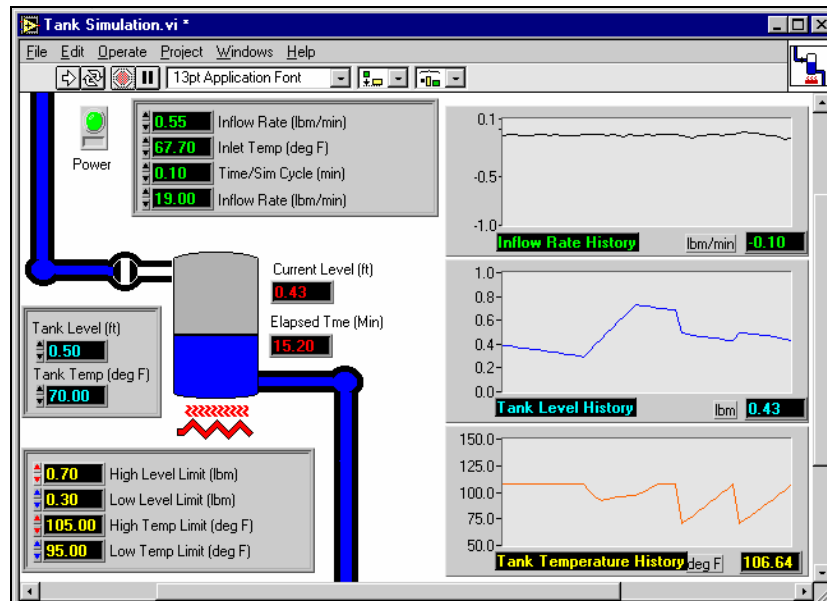 Tank Simulation.vi *
File Edit Operate Project Windows Help
13pt Application Font
Power
0.55 Inflow Rate (lbm/min)
67.70 Inlet Temp (deg F)
0.10 Time/Sim Cycle (min)
19.00 Inflow Rate (lbm/min)
0.1
-0.5
-1.0
Inflow Rate History lbm/min -0.10
Current Level (ft)
0.43
Elapsed Tme (Min)
15.20
Tank Level (ft)
0.50
Tank Temp (deg F)
70.00
1.0
0.8
0.6
0.4
0.2
0.0
Tank Level History lbm 0.43
0.70 High Level Limit (lbm)
0.30 Low Level Limit (lbm)
105.00 High Temp Limit (deg F)
95.00 Low Temp Limit (deg F)
150.0
125.0
100.0
75.0
50.0
Tank Temperature History deg F 106.64